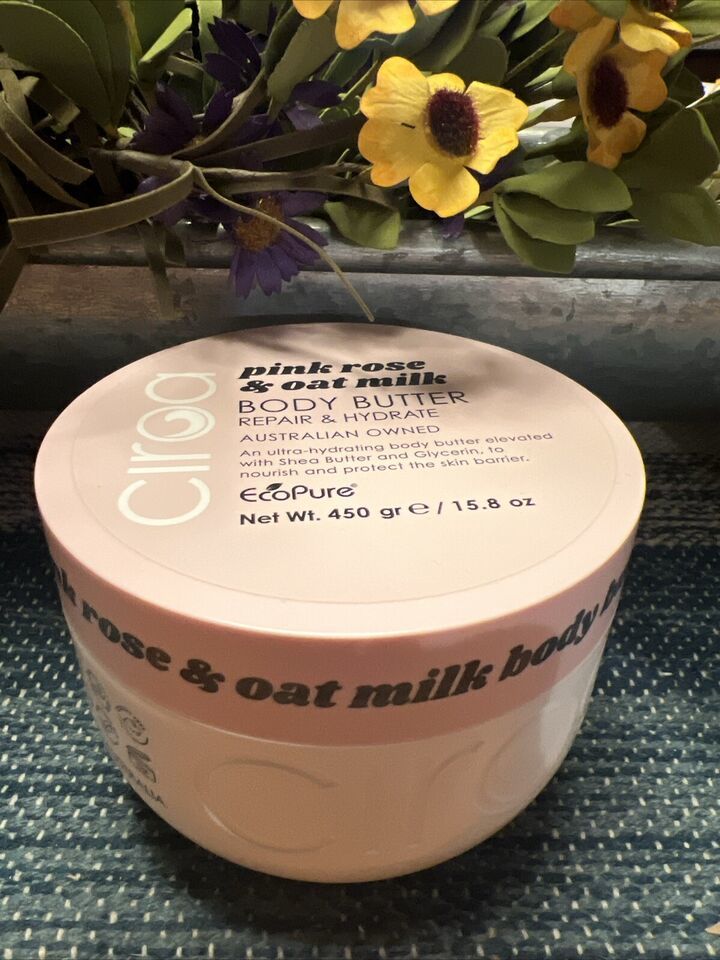 Ciroa
pink rose
& oat milk
BODY BUTTER
REPAIR & HYDRATE
AUSTRALIAN OWNED
An ultra-hydrating body butter elevated
with Shea Butter and Glycerin, to
nourish and protect the skin barrier.
EcoPure®
Net Wt. 450 gr ℮ / 15.8 oz
rose & oat milk body